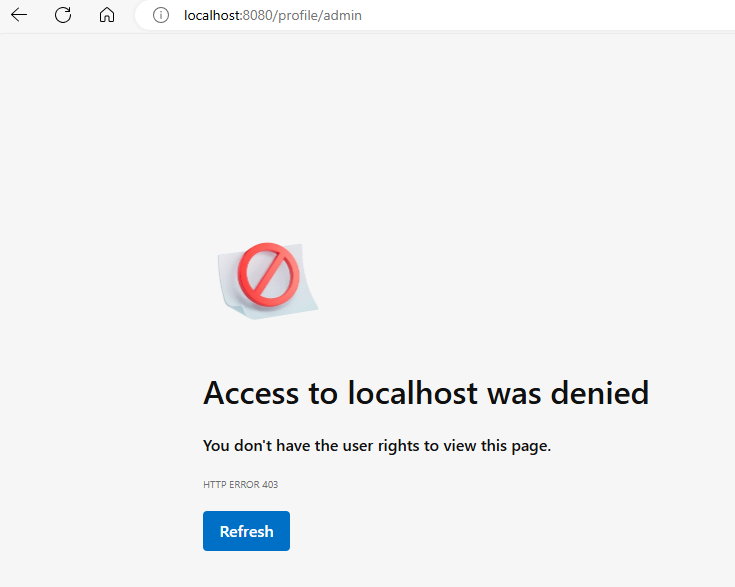 localhost:8080/profile/admin
Access to localhost was denied
You don't have the user rights to view this page.
HTTP ERROR 403
Refresh